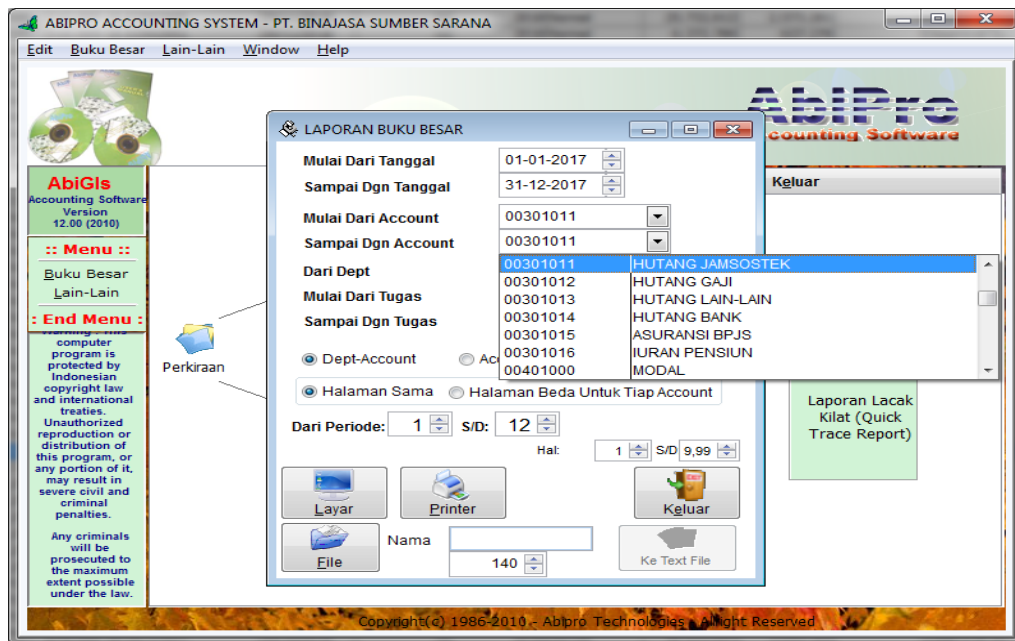 ABIPRO ACCOUNTING SYSTEM - PT. BINAJASA SUMBER SARANA
Edit Buku Besar Lain-Lain Window Help
AbiPro
counting Software
AbiGls
Accounting Software
Version
12.00 (2010)
:: Menu ::
Buku Besar
Lain-Lain
: End Menu :
Warning : This
computer
program is
protected by
Indonesian
copyright law
and international
treaties.
Unauthorized
reproduction or
distribution of
this program, or
any portion of it,
may result in
severe civil and
criminal
penalties.
Any criminals
will be
prosecuted to
the maximum
extent possible
under the law.
Perkiraan
LAPORAN BUKU BESAR
Mulai Dari Tanggal 01-01-2017
Sampai Dgn Tanggal 31-12-2017
Mulai Dari Account 00301011
Sampai Dgn Account 00301011
00301011 HUTANG JAMSOSTEK
00301012 HUTANG GAJI
00301013 HUTANG LAIN-LAIN
00301014 HUTANG BANK
00301015 ASURANSI BPJS
00301016 IURAN PENSIUN
00401000 MODAL
Dari Dept
Mulai Dari Tugas
Sampai Dgn Tugas
Dept-Account Ac
Halaman Sama Halaman Beda Untuk Tiap Account
Dari Periode: 1 S/D: 12
Hal: 1 S/D 9,99
Layar Printer Keluar
File Nama 140 Ke Text File
Keluar
Laporan Lacak
Kilat (Quick
Trace Report)
Copyright(c) 1986-2010 - Abipro Technologies - All right Reserved